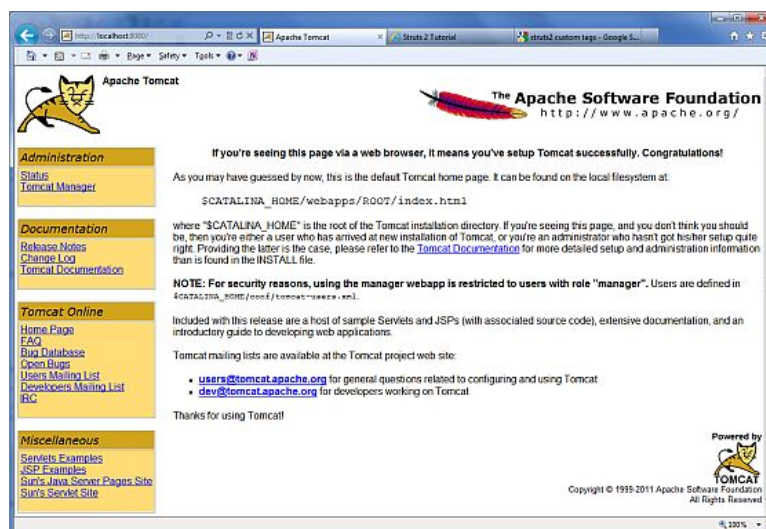 http://localhost:8080/
Apache Tomcat
Struts 2 Tutorial
struts2 custom tags - Google S...
Page Safety Tools
Apache Tomcat
The Apache Software Foundation
http://www.apache.org/
Administration
Status
Tomcat Manager
Documentation
Release Notes
Change Log
Tomcat Documentation
Tomcat Online
Home Page
FAQ
Bug Database
Open Bugs
Users Mailing List
Developers Mailing List
IRC
Miscellaneous
Servlets Examples
JSP Examples
Sun's Java Server Pages Site
Sun's Servlet Site
If you're seeing this page via a web browser, it means you've setup Tomcat successfully. Congratulations!
As you may have guessed by now, this is the default Tomcat home page. It can be found on the local filesystem at:
$CATALINA_HOME/webapps/ROOT/index.html
where "$CATALINA_HOME" is the root of the Tomcat installation directory. If you're seeing this page, and you don't think you should
be, then you're either a user who has arrived at new installation of Tomcat, or you're an administrator who hasn't got his/her setup quite
right. Providing the latter is the case, please refer to the Tomcat Documentation for more detailed setup and administration information
than is found in the INSTALL file.
NOTE: For security reasons, using the manager webapp is restricted to users with role "manager". Users are defined in
$CATALINA_HOME/conf/tomcat-users.xml.
Included with this release are a host of sample Servlets and JSPs (with associated source code), extensive documentation, and an
introductory guide to developing web applications.
Tomcat mailing lists are available at the Tomcat project web site:
users@tomcat.apache.org for general questions related to configuring and using Tomcat
dev@tomcat.apache.org for developers working on Tomcat
Thanks for using Tomcat!
Powered by
TOMCAT
Copyright © 1999-2011 Apache Software Foundation
All Rights Reserved
100%